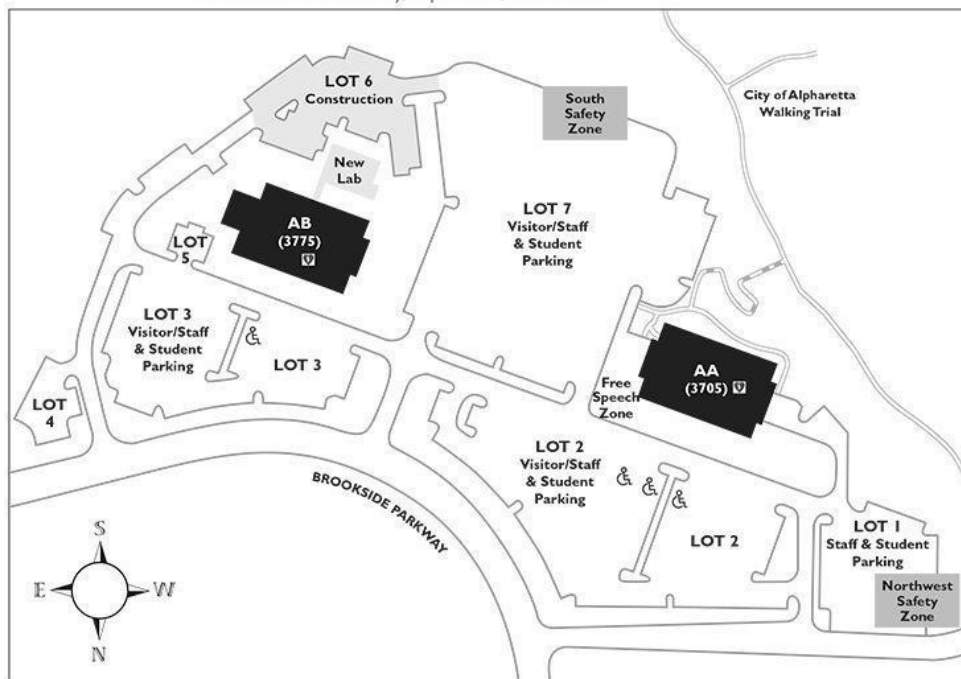 LOT 6
Construction
South
Safety
Zone
City of Alpharetta
Walking Trial
New
Lab
LOT 7
Visitor/Staff
& Student
Parking
AB
(3775)
LOT
5
LOT 3
Visitor/Staff
& Student
Parking
LOT 3
AA
(3705)
Free
Speech
Zone
LOT
4
LOT 2
Visitor/Staff
& Student
Parking
BROOKSIDE PARKWAY
LOT 2
LOT 1
Staff & Student
Parking
Northwest
Safety
Zone
S
E
W
N